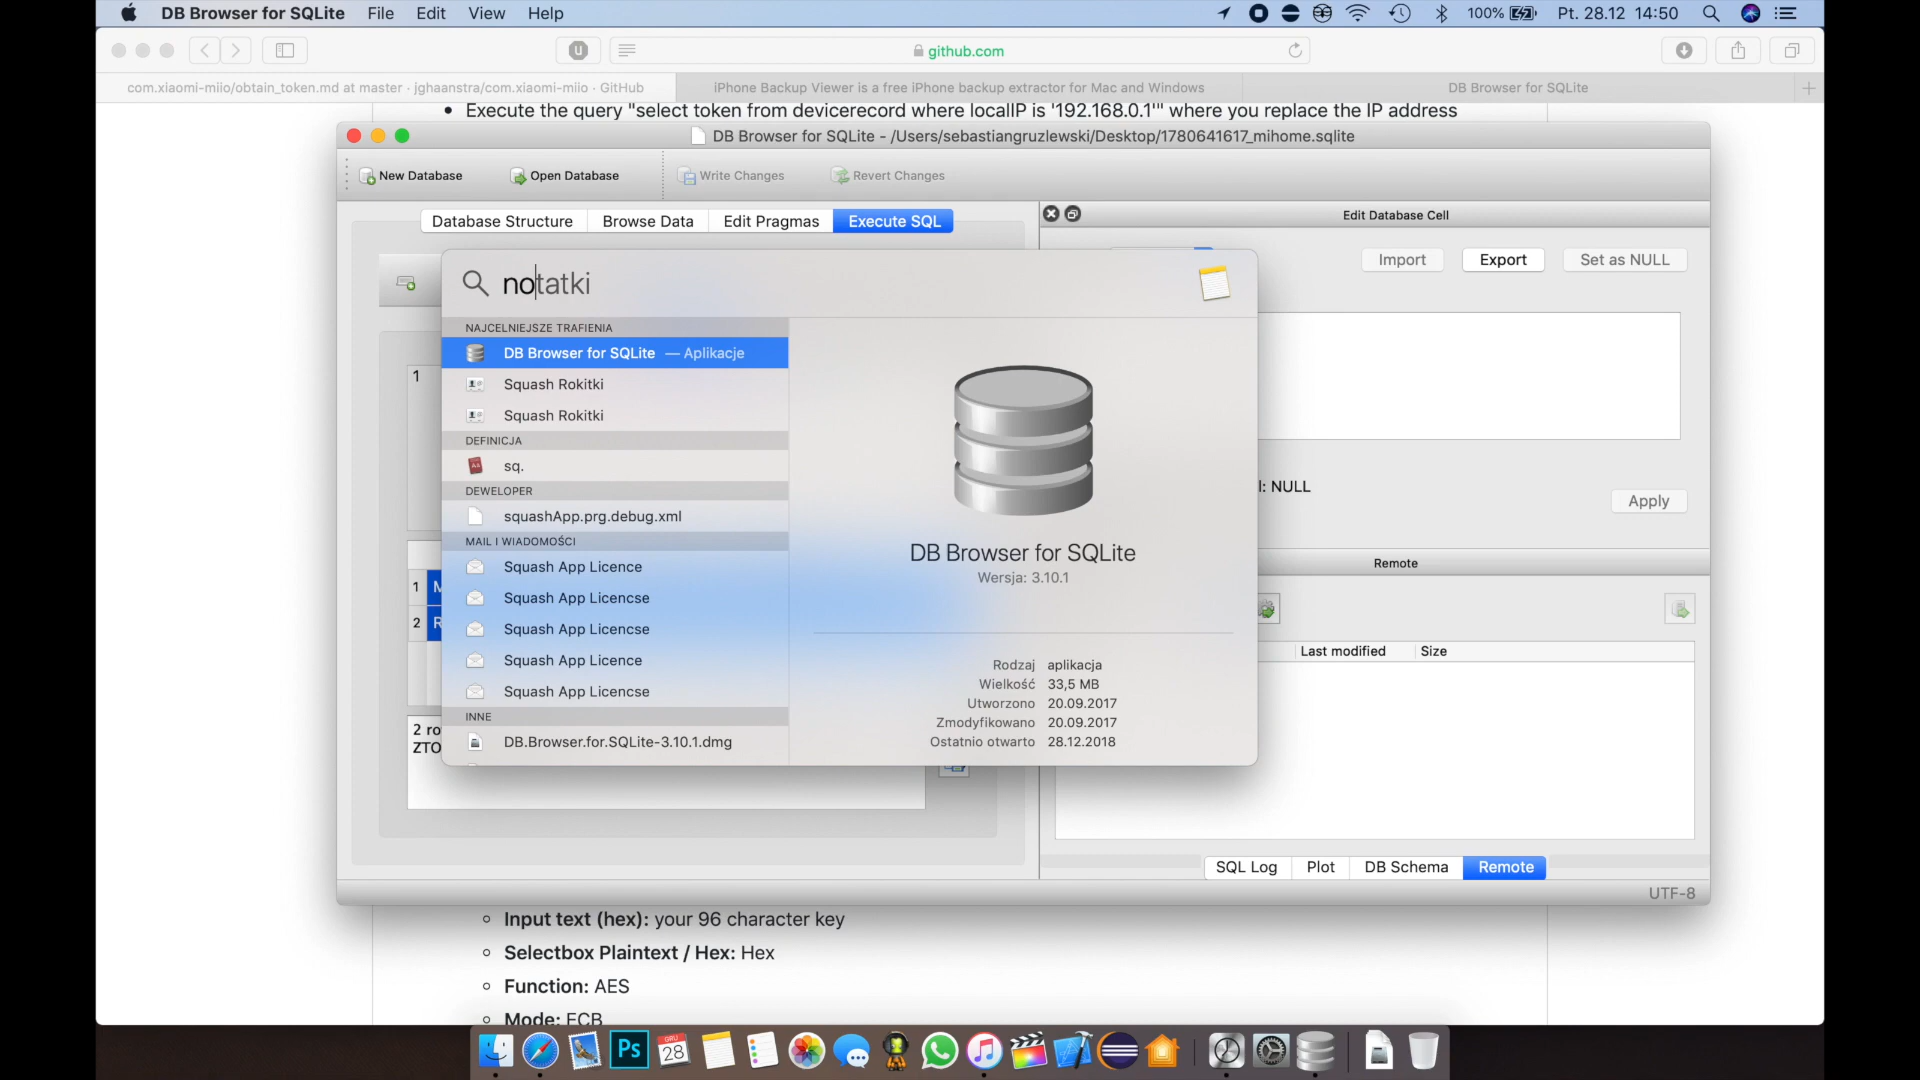 DB Browser for SQLite File Edit View Help 100% Pt. 28.12 14:50
github.com
com.xiaomi-miio/obtain_token.md at master · jghaanstra/com.xiaomi-miio · GitHub
iPhone Backup Viewer is a free iPhone backup extractor for Mac and Windows
DB Browser for SQLite
Execute the query "select token from devicerecord where localIP is '192.168.0.1'" where you replace the IP address
DB Browser for SQLite - /Users/sebastiangruzlewski/Desktop/1780641617_mihome.sqlite
New Database Open Database Write Changes Revert Changes
Database Structure Browse Data Edit Pragmas Execute SQL
Edit Database Cell
Import Export Set as NULL
notatki
NAJCELNIEJSZE TRAFIENIA
DB Browser for SQLite — Aplikacje
Squash Rokitki
Squash Rokitki
DEFINICJA
sq.
DEWELOPER
squashApp.prg.debug.xml
MAIL I WIADOMOŚCI
Squash App Licence
Squash App Licencse
Squash App Licencse
Squash App Licence
Squash App Licencse
INNE
DB.Browser.for.SQLite-3.10.1.dmg
DB Browser for SQLite
Wersja: 3.10.1
Rodzaj aplikacja
Wielkość 33,5 MB
Utworzono 20.09.2017
Zmodyfikowano 20.09.2017
Ostatnio otwarto 28.12.2018
1
1
2
2 ro
ZTO
: NULL
Apply
Remote
Last modified Size
SQL Log Plot DB Schema Remote
UTF-8
Input text (hex): your 96 character key
Selectbox Plaintext / Hex: Hex
Function: AES
Mode: ECB
Ps
GRU
28